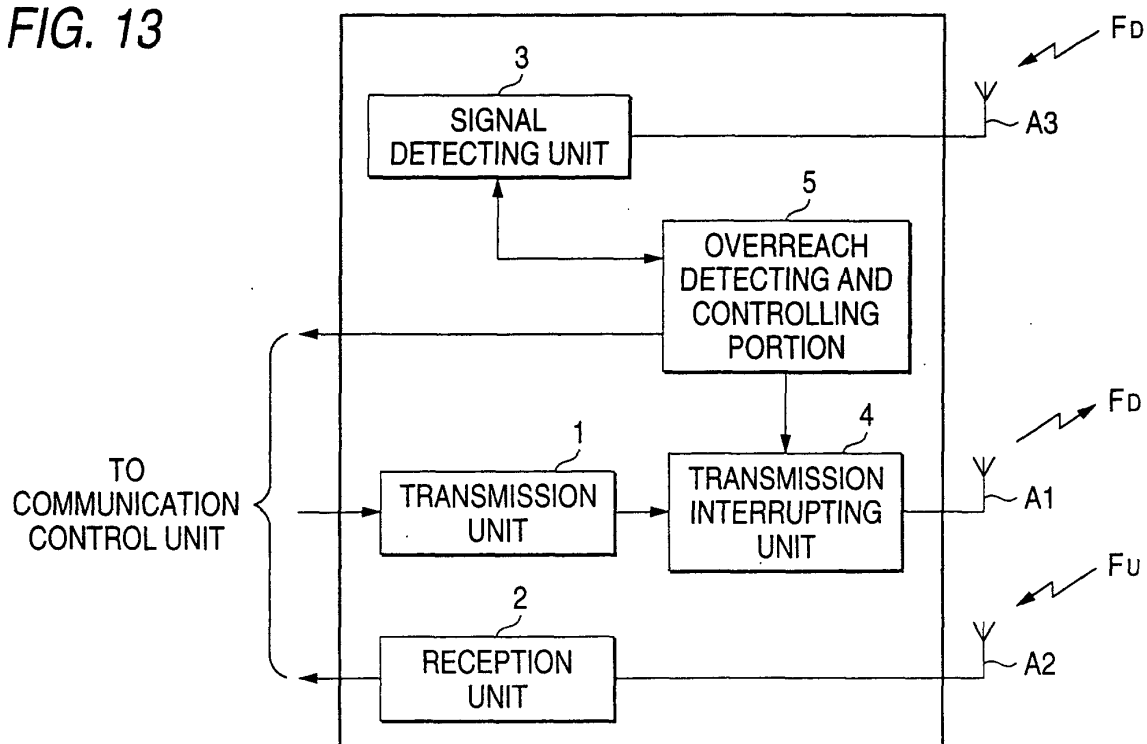 FIG. 13
FD
3
SIGNAL
DETECTING UNIT
A3
5
OVERREACH
DETECTING AND
CONTROLLING
PORTION
FD
1
4
TO
COMMUNICATION
CONTROL UNIT
TRANSMISSION
UNIT
TRANSMISSION
INTERRUPTING
UNIT
A1
FU
2
RECEPTION
UNIT
A2